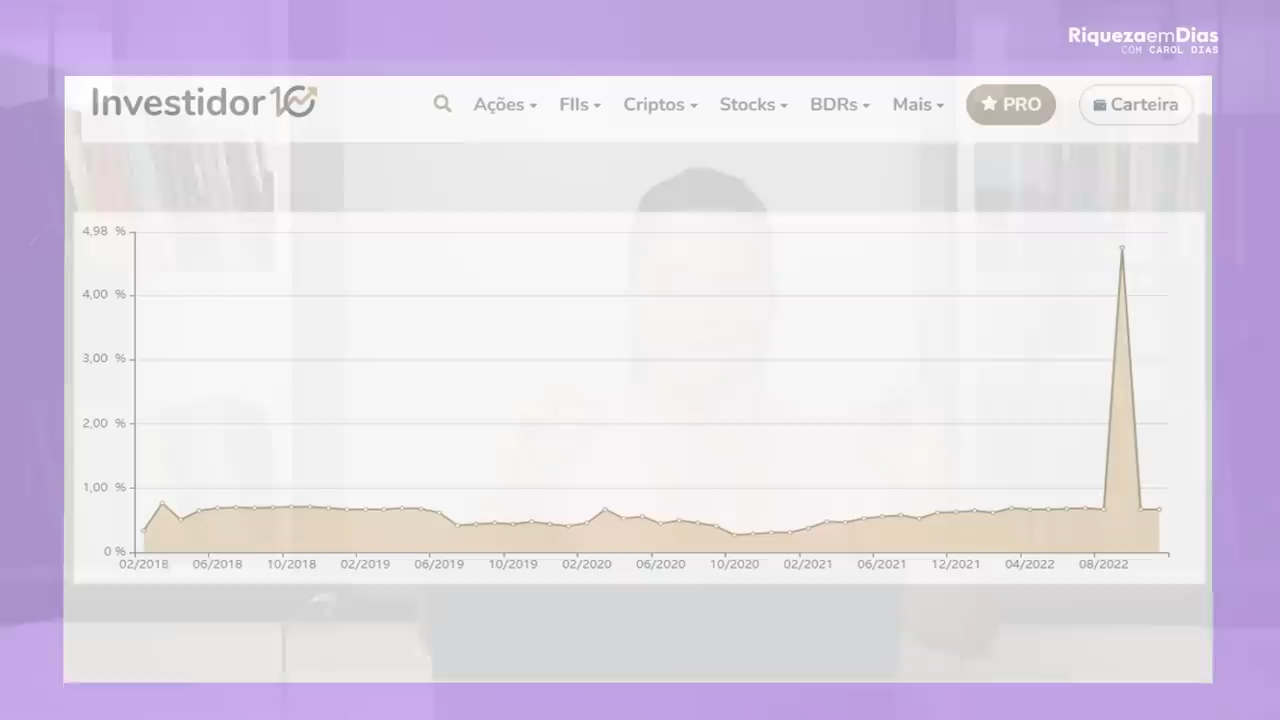 RiquezaemDias
COM CAROL DIAS
Investidor 10
Ações FIIs Criptos Stocks BDRs Mais PRO Carteira
4,98 %
4,00 %
3,00 %
2,00 %
1,00 %
0 %
02/2018 06/2018 10/2018 02/2019 06/2019 10/2019 02/2020 06/2020 10/2020 02/2021 06/2021 12/2021 04/2022 08/2022